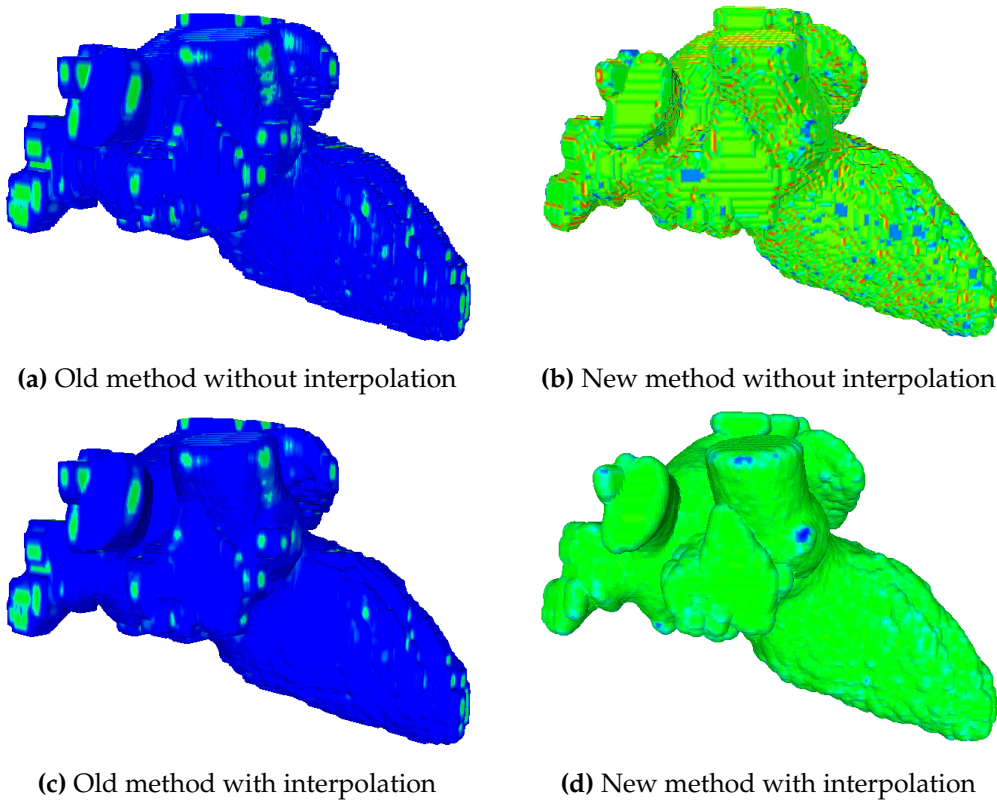 (a) Old method without interpolation
(b) New method without interpolation
(c) Old method with interpolation
(d) New method with interpolation